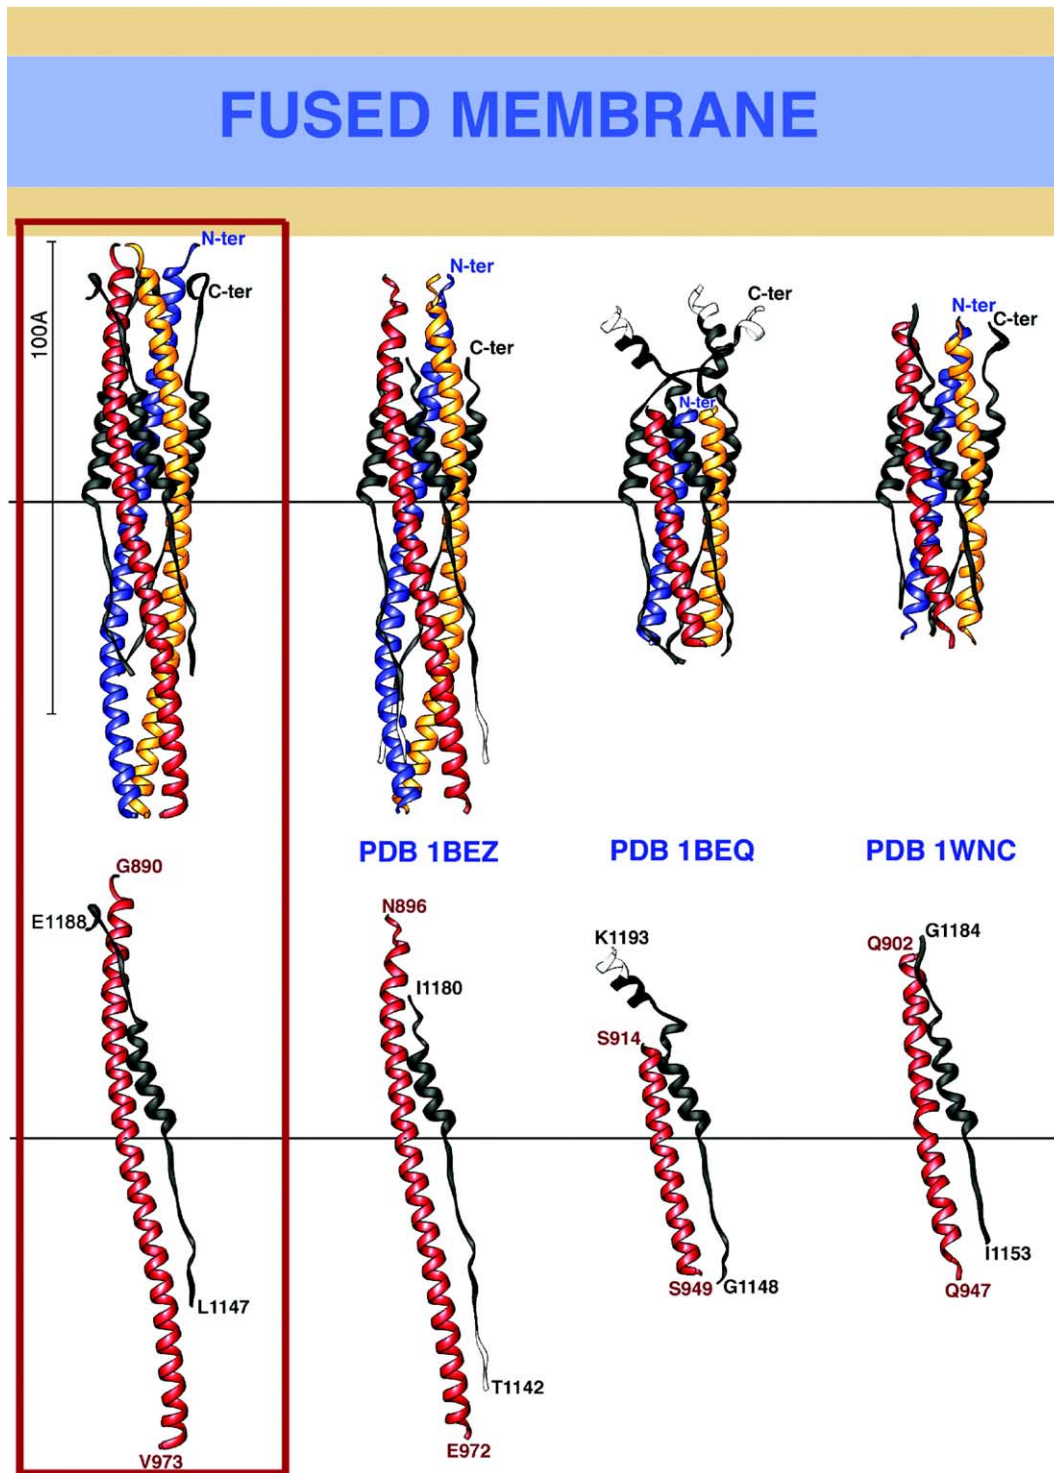 FUSED MEMBRANE
N-ter
C-ter
100A
N-ter
C-ter
C-ter
N-ter
N-ter
C-ter
PDB 1BEZ
PDB 1BEQ
PDB 1WNC
G890
E1188
L1147
V973
N896
I1180
T1142
E972
K1193
S914
S949
G1148
G1184
Q902
I1153
Q947